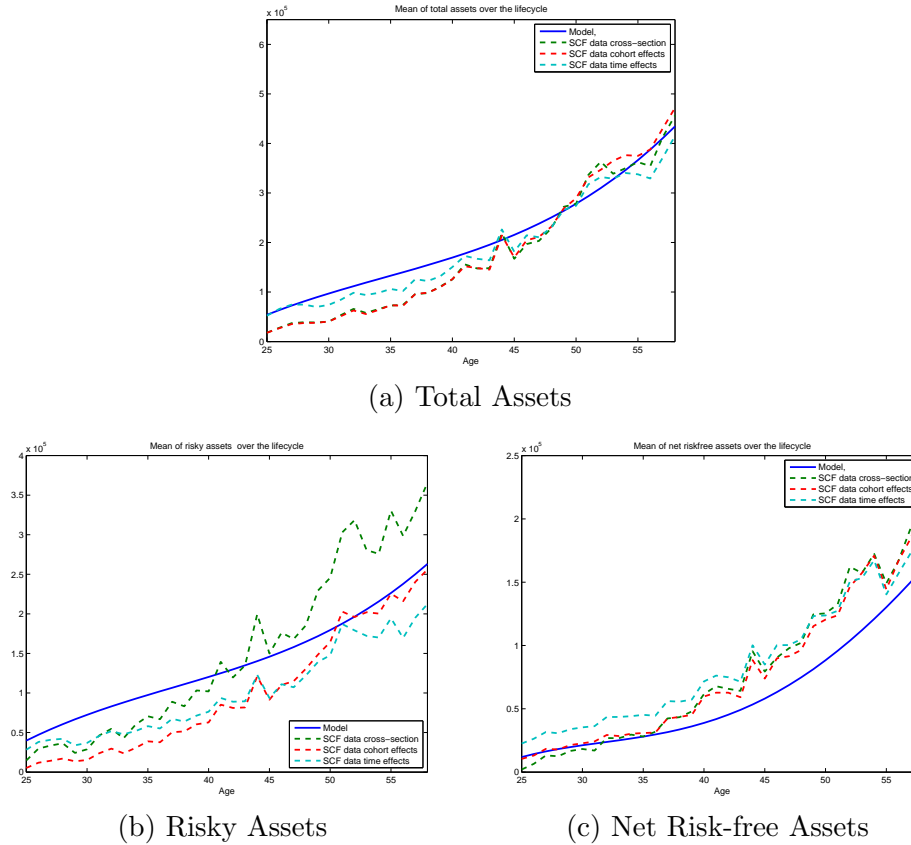 Mean of total assets over the lifecycle
x 10^5
Model,
SCF data cross−section
SCF data cohort effects
SCF data time effects
6
5
4
3
2
1
0
25 30 35 40 45 50 55
Age
(a) Total Assets
Mean of risky assets over the lifecycle
x 10^5
4
3.5
3
2.5
2
1.5
1
0.5
0
Model
SCF data cross−section
SCF data cohort effects
SCF data time effects
25 30 35 40 45 50 55
Age
(b) Risky Assets
Mean of net riskfree assets over the lifecycle
x 10^5
2.5
Model,
SCF data cross−section
SCF data cohort effects
SCF data time effects
2
1.5
1
0.5
0
25 30 35 40 45 50 55
Age
(c) Net Risk-free Assets